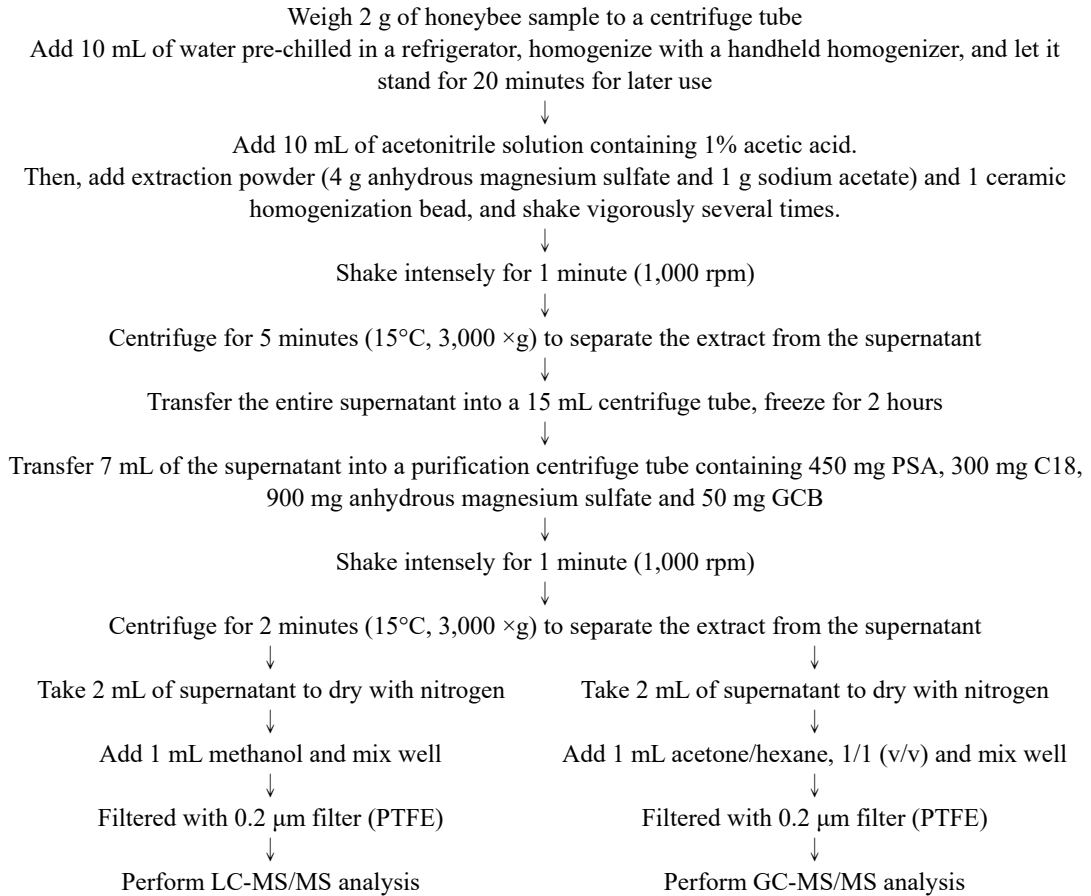 Weigh 2 g of honeybee sample to a centrifuge tube
Add 10 mL of water pre-chilled in a refrigerator, homogenize with a handheld homogenizer, and let it
stand for 20 minutes for later use
↓
Add 10 mL of acetonitrile solution containing 1% acetic acid.
Then, add extraction powder (4 g anhydrous magnesium sulfate and 1 g sodium acetate) and 1 ceramic
homogenization bead, and shake vigorously several times.
↓
Shake intensely for 1 minute (1,000 rpm)
↓
Centrifuge for 5 minutes (15°C, 3,000 ×g) to separate the extract from the supernatant
↓
Transfer the entire supernatant into a 15 mL centrifuge tube, freeze for 2 hours
↓
Transfer 7 mL of the supernatant into a purification centrifuge tube containing 450 mg PSA, 300 mg C18,
900 mg anhydrous magnesium sulfate and 50 mg GCB
↓
Shake intensely for 1 minute (1,000 rpm)
↓
Centrifuge for 2 minutes (15°C, 3,000 ×g) to separate the extract from the supernatant
↓ ↓
Take 2 mL of supernatant to dry with nitrogen
↓
Add 1 mL methanol and mix well
↓
Filtered with 0.2 μm filter (PTFE)
↓
Perform LC-MS/MS analysis
Take 2 mL of supernatant to dry with nitrogen
↓
Add 1 mL acetone/hexane, 1/1 (v/v) and mix well
↓
Filtered with 0.2 μm filter (PTFE)
↓
Perform GC-MS/MS analysis